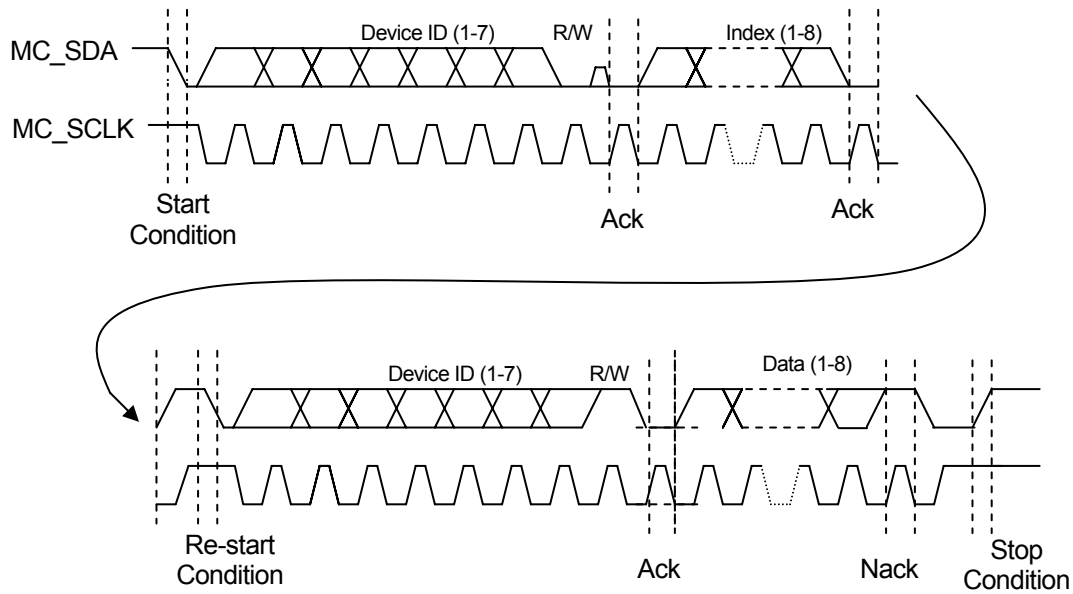 Device ID (1-7)
R/W
Index (1-8)
MC_SDA
MC_SCLK
Start
Condition
Ack
Ack
Device ID (1-7)
R/W
Data (1-8)
Re-start
Condition
Ack
Nack
Stop
Condition